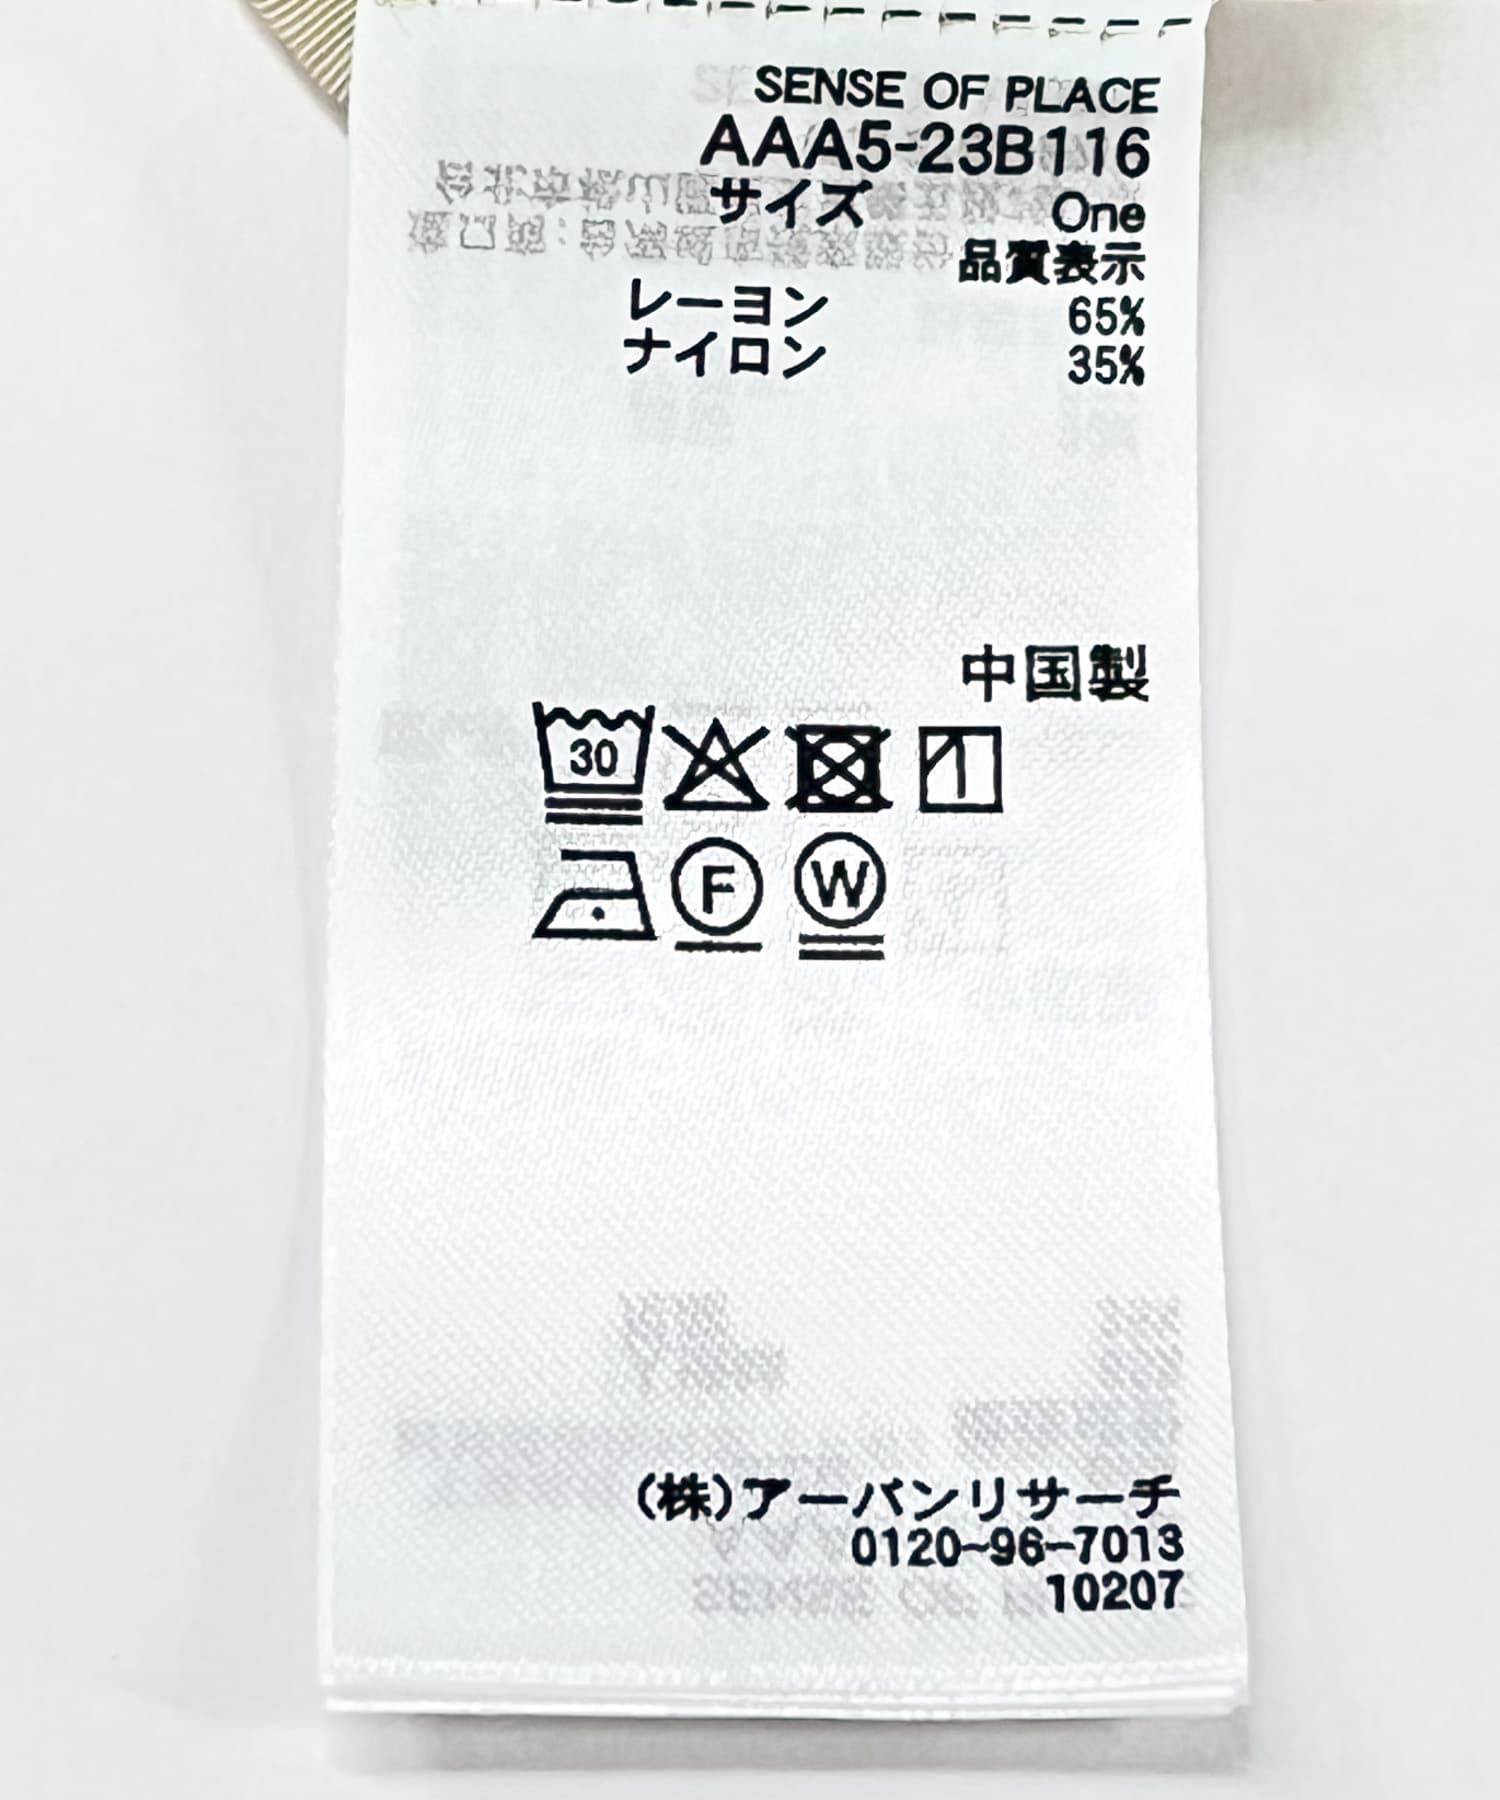 SENSE OF PLACE
AAA5-23B116
サイズ One
品質表示
レーヨン 65%
ナイロン 35%
中国製
30
F W
(株)アーバンリサーチ
0120-96-7013
10207